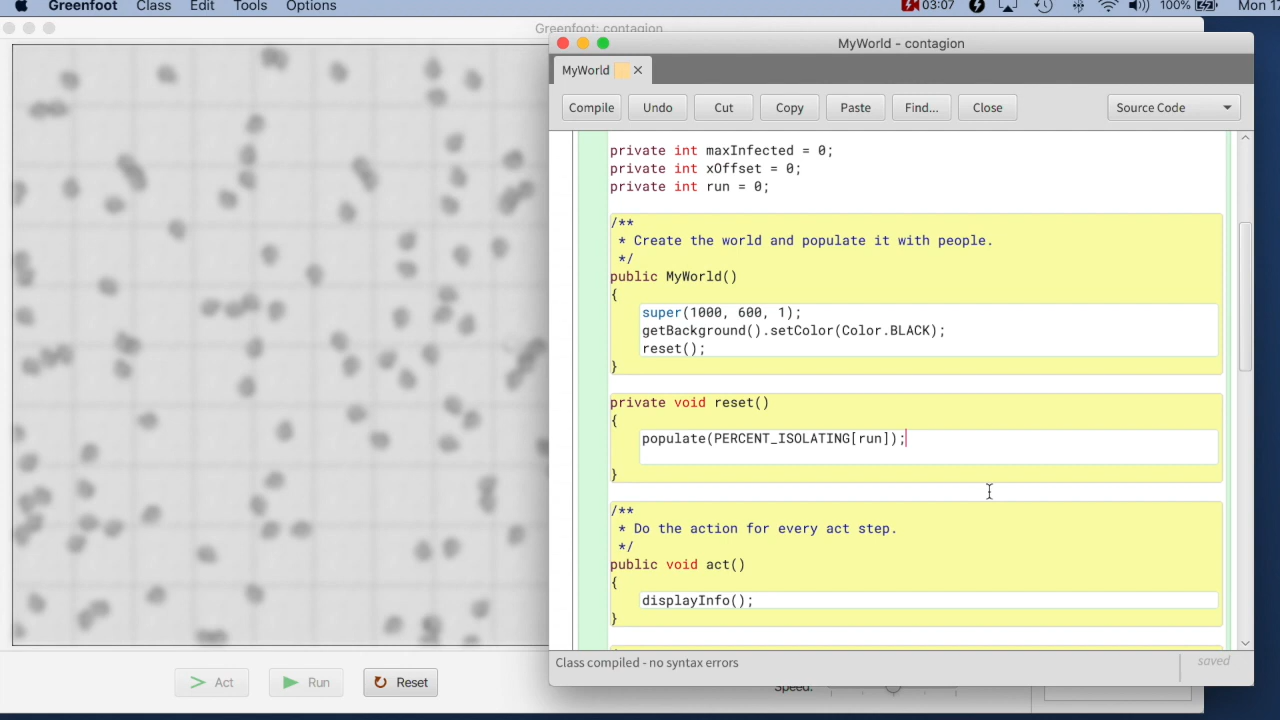 Greenfoot Class Edit Tools Options 03:07 100% Mon 17
Greenfoot: contagion
MyWorld - contagion
MyWorld
Compile Undo Cut Copy Paste Find... Close Source Code
private int maxInfected = 0;
private int xOffset = 0;
private int run = 0;
/**
* Create the world and populate it with people.
*/
public MyWorld()
{
super(1000, 600, 1);
getBackground().setColor(Color.BLACK);
reset();
}
private void reset()
{
populate(PERCENT_ISOLATING[run]);
}
/**
* Do the action for every act step.
*/
public void act()
{
displayInfo();
}
Class compiled - no syntax errors saved
Act Run Reset Speed: